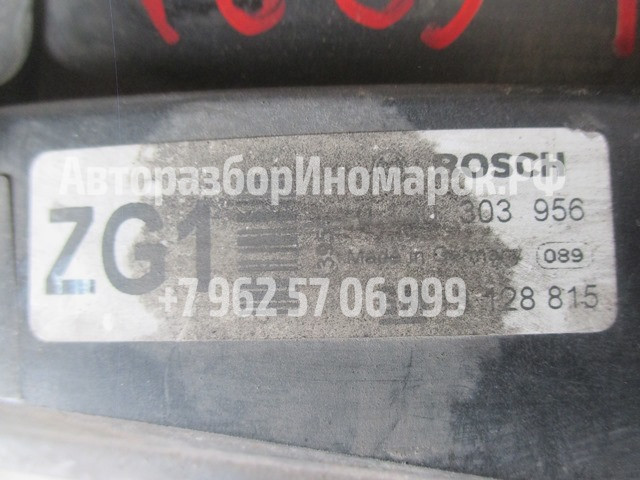 BOSCH
АвторазборИномарок.РФ
ZG1
303 956
Made in Germany
089
+7 962 57 06 999
128 815